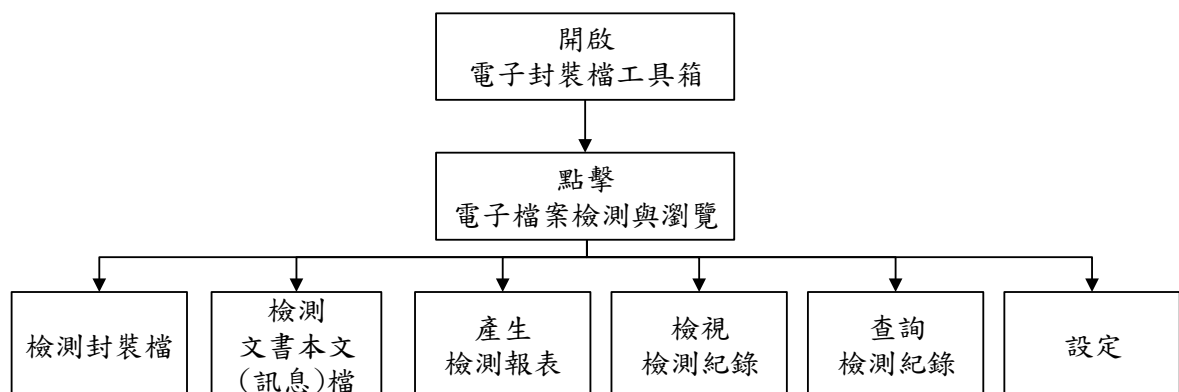 開啟
電子封裝檔工具箱
點擊
電子檔案檢測與瀏覽
檢測封裝檔
檢測
文書本文
(訊息)檔
產生
檢測報表
檢視
檢測紀錄
查詢
檢測紀錄
設定